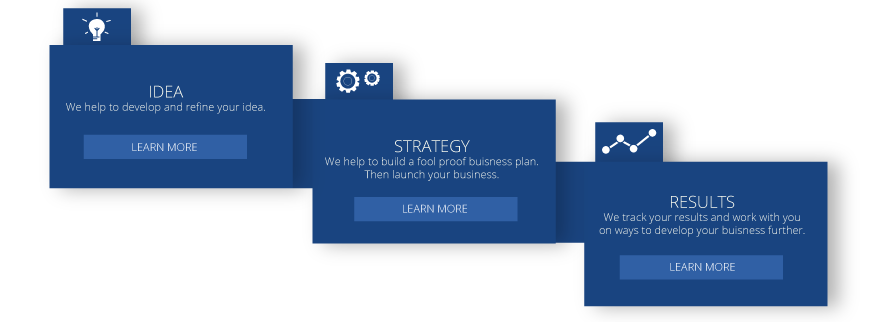 IDEA
We help to develop and refine your idea.
LEARN MORE
STRATEGY
We help to build a fool proof buisness plan.
Then launch your business.
LEARN MORE
RESULTS
We track your results and work with you
on ways to develop your buisness further.
LEARN MORE